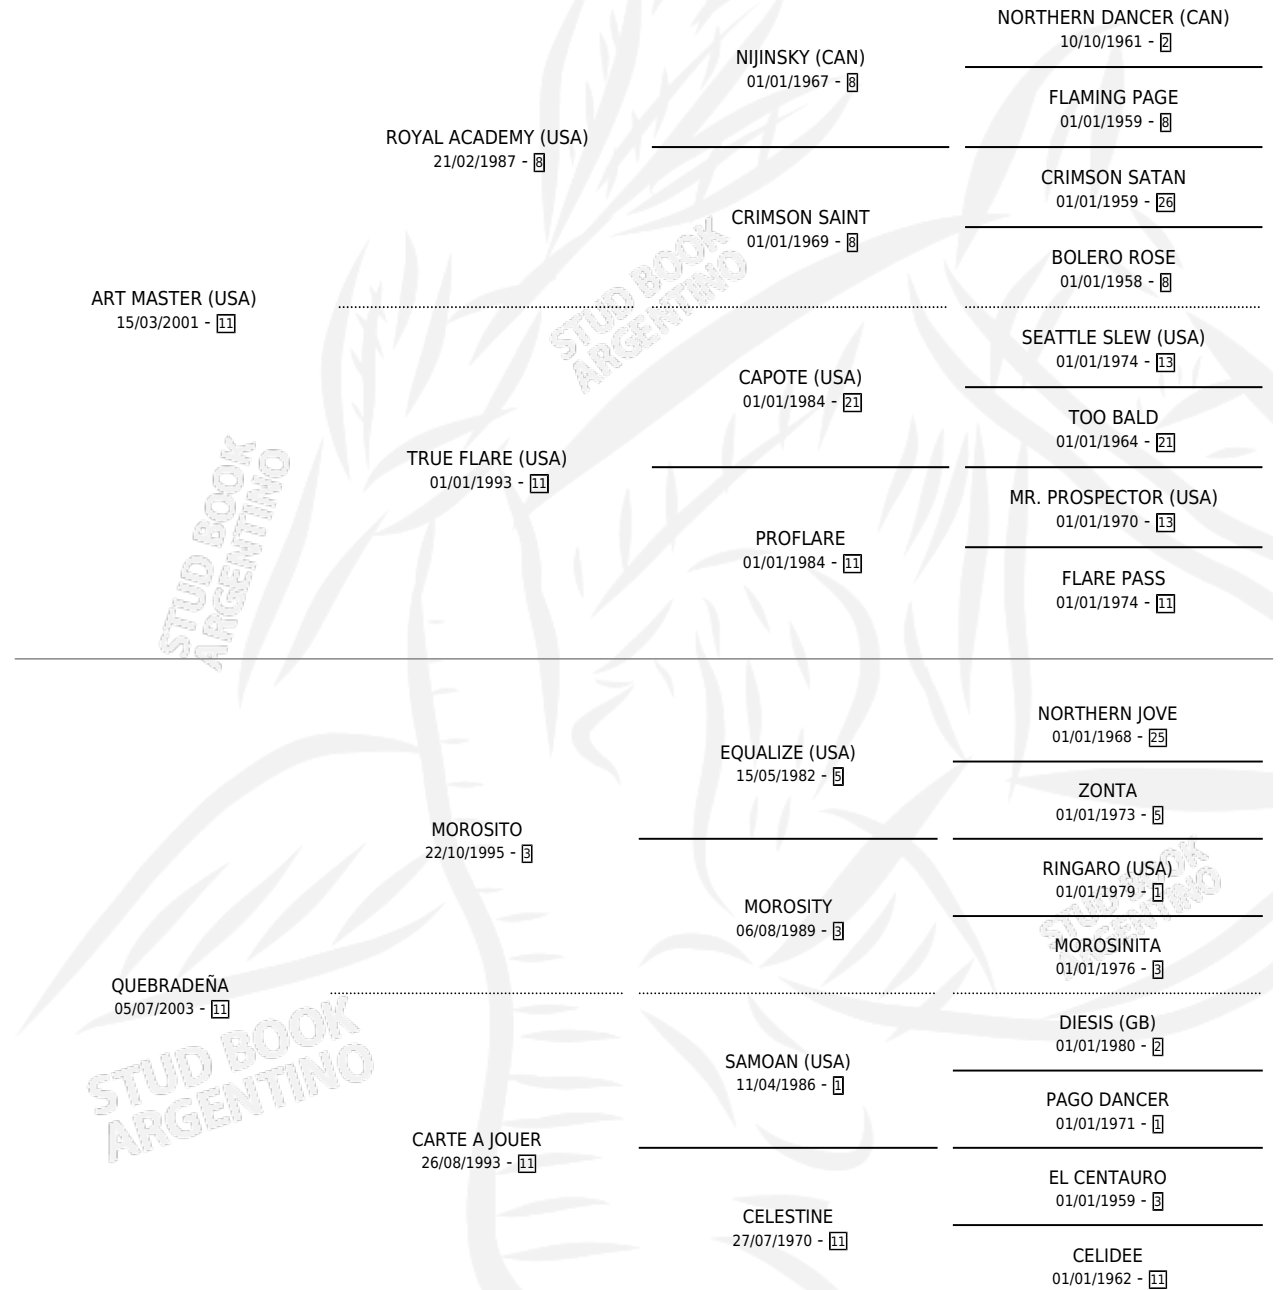 NORTHERN DANCER (CAN)
10/10/1961 - 2
NIJINSKY (CAN)
01/01/1967 - 8
FLAMING PAGE
01/01/1959 - 8
ROYAL ACADEMY (USA)
21/02/1987 - 8
CRIMSON SATAN
01/01/1959 - 26
CRIMSON SAINT
01/01/1969 - 8
BOLERO ROSE
01/01/1958 - 8
ART MASTER (USA)
15/03/2001 - 11
SEATTLE SLEW (USA)
01/01/1974 - 13
CAPOTE (USA)
01/01/1984 - 21
TOO BALD
01/01/1964 - 21
TRUE FLARE (USA)
01/01/1993 - 11
MR. PROSPECTOR (USA)
01/01/1970 - 13
PROFLARE
01/01/1984 - 11
FLARE PASS
01/01/1974 - 11
STUD BOOK
ARGENTINO
STUD BOOK
ARGENTINO
NORTHERN JOVE
01/01/1968 - 25
EQUALIZE (USA)
15/05/1982 - 5
ZONTA
01/01/1973 - 5
MOROSITO
22/10/1995 - 3
RINGARO (USA)
01/01/1979 - 1
MOROSITY
06/08/1989 - 3
MOROSINITA
01/01/1976 - 3
QUEBRADEÑA
05/07/2003 - 11
DIESIS (GB)
01/01/1980 - 2
SAMOAN (USA)
11/04/1986 - 1
PAGO DANCER
01/01/1971 - 1
CARTE A JOUER
26/08/1993 - 11
EL CENTAURO
01/01/1959 - 3
CELESTINE
27/07/1970 - 11
CELIDEE
01/01/1962 - 11
STUD BOOK
ARGENTINO
STUD BOOK
ARGENTINO